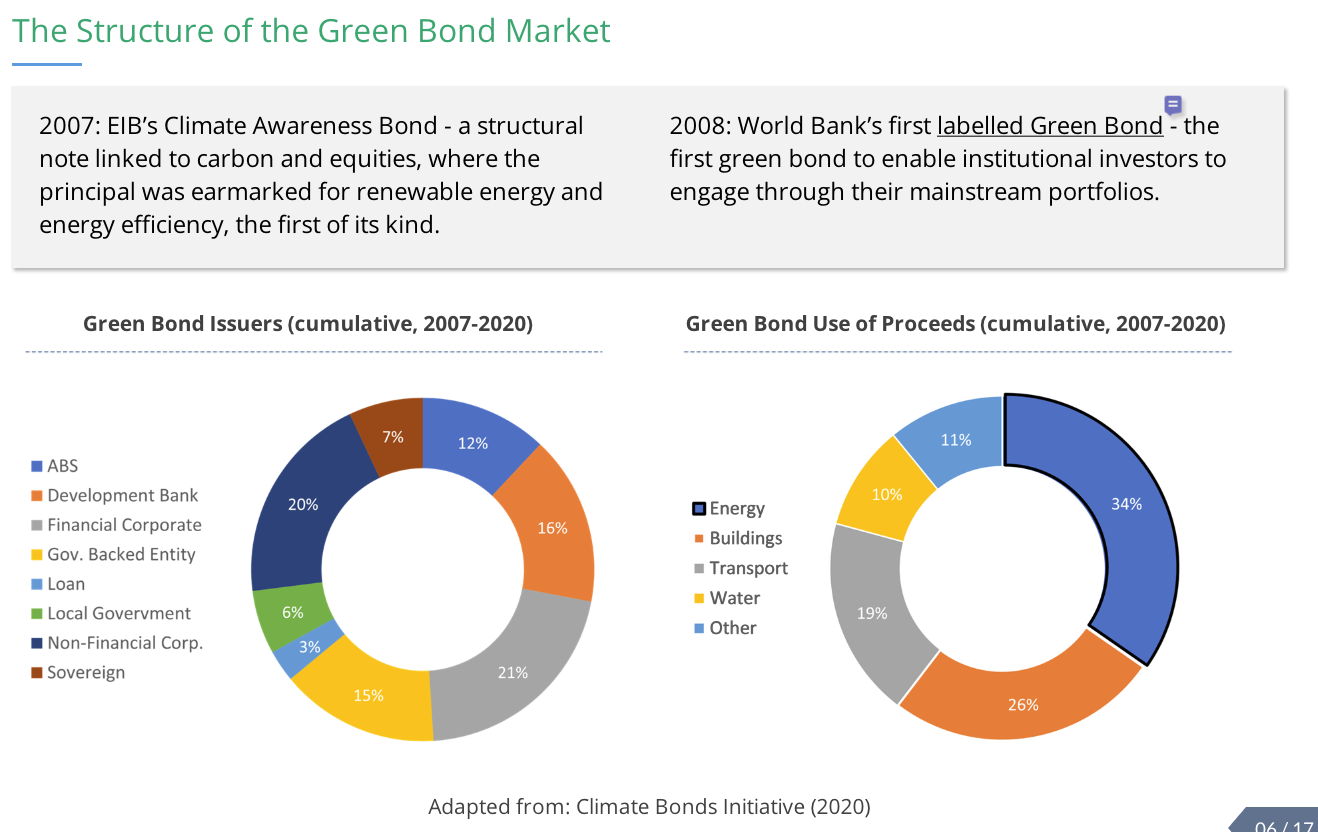 The Structure of the Green Bond Market
2007: EIB’s Climate Awareness Bond - a structural
note linked to carbon and equities, where the
principal was earmarked for renewable energy and
energy efficiency, the first of its kind.
2008: World Bank’s first labelled Green Bond - the
first green bond to enable institutional investors to
engage through their mainstream portfolios.
Green Bond Issuers (cumulative, 2007-2020)
ABS
Development Bank
Financial Corporate
Gov. Backed Entity
Loan
Local Govervment
Non-Financial Corp.
Sovereign
12%
16%
21%
15%
3%
6%
20%
7%
Green Bond Use of Proceeds (cumulative, 2007-2020)
Energy
Buildings
Transport
Water
Other
34%
26%
19%
10%
11%
Adapted from: Climate Bonds Initiative (2020)
06 / 17